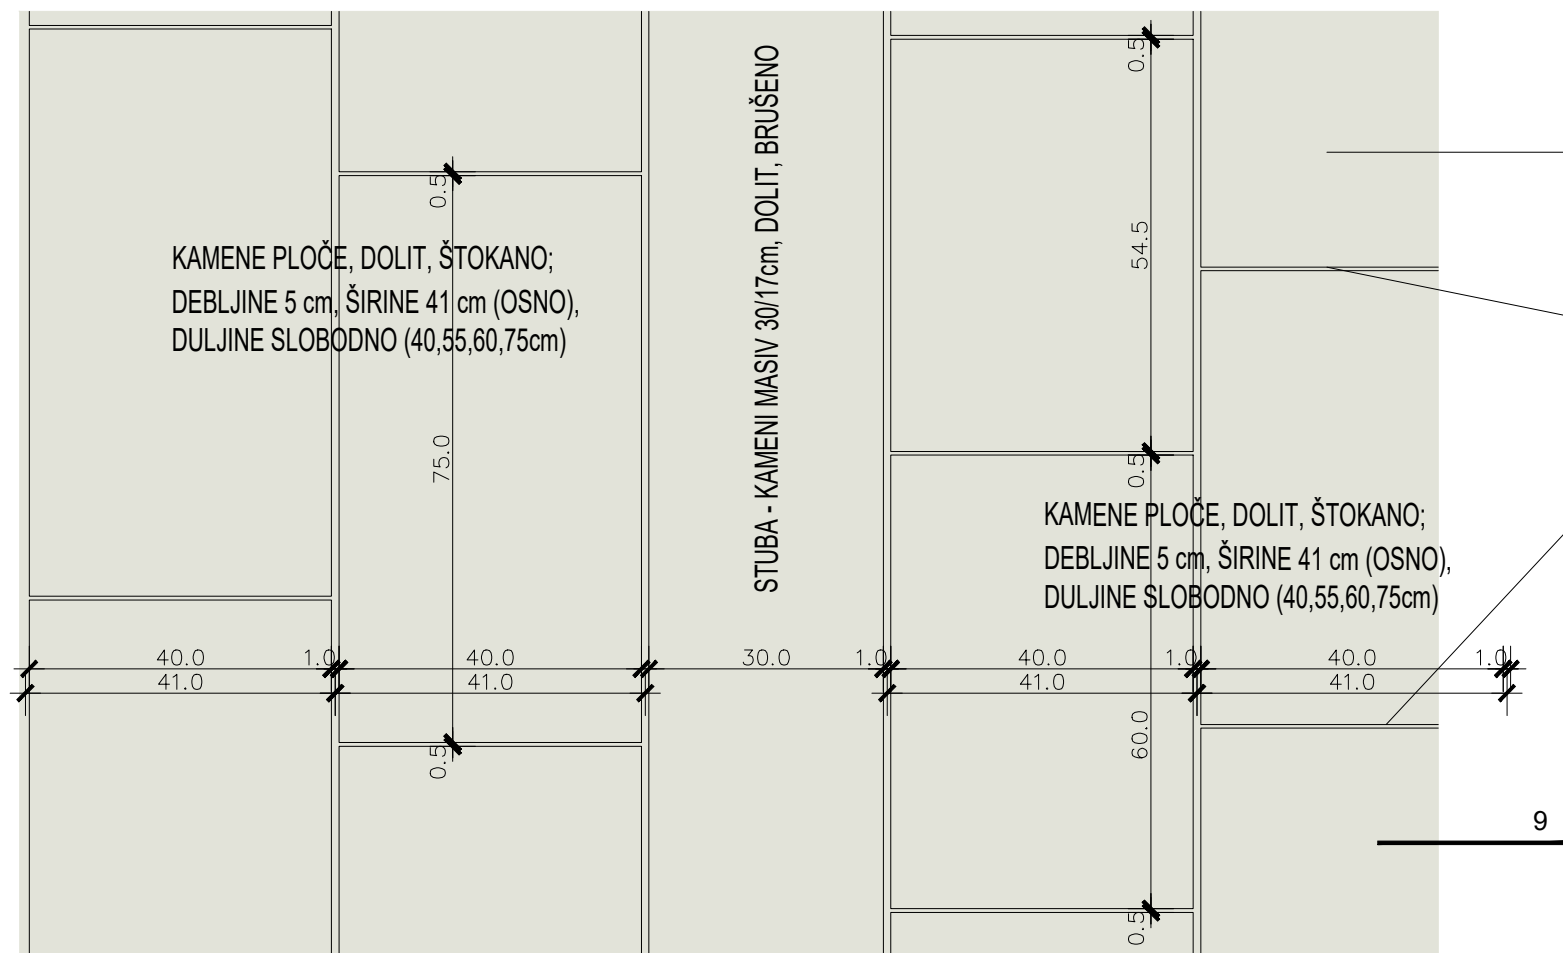 KAMENE PLOČE, DOLIT, ŠTOKANO;
DEBLJINE 5 cm, ŠIRINE 41 cm (OSNO),
DULJINE SLOBODNO (40,55,60,75cm)
0.5
75.0
0.5
STUBA - KAMENI MASIV 30/17cm, DOLIT, BRUŠENO
0.5
54.5
0.5
60.0
0.5
KAMENE PLOČE, DOLIT, ŠTOKANO;
DEBLJINE 5 cm, ŠIRINE 41 cm (OSNO),
DULJINE SLOBODNO (40,55,60,75cm)
40.0 1.0 40.0 30.0 1.0 40.0 1.0 40.0 1.0
41.0 41.0 41.0 41.0
9